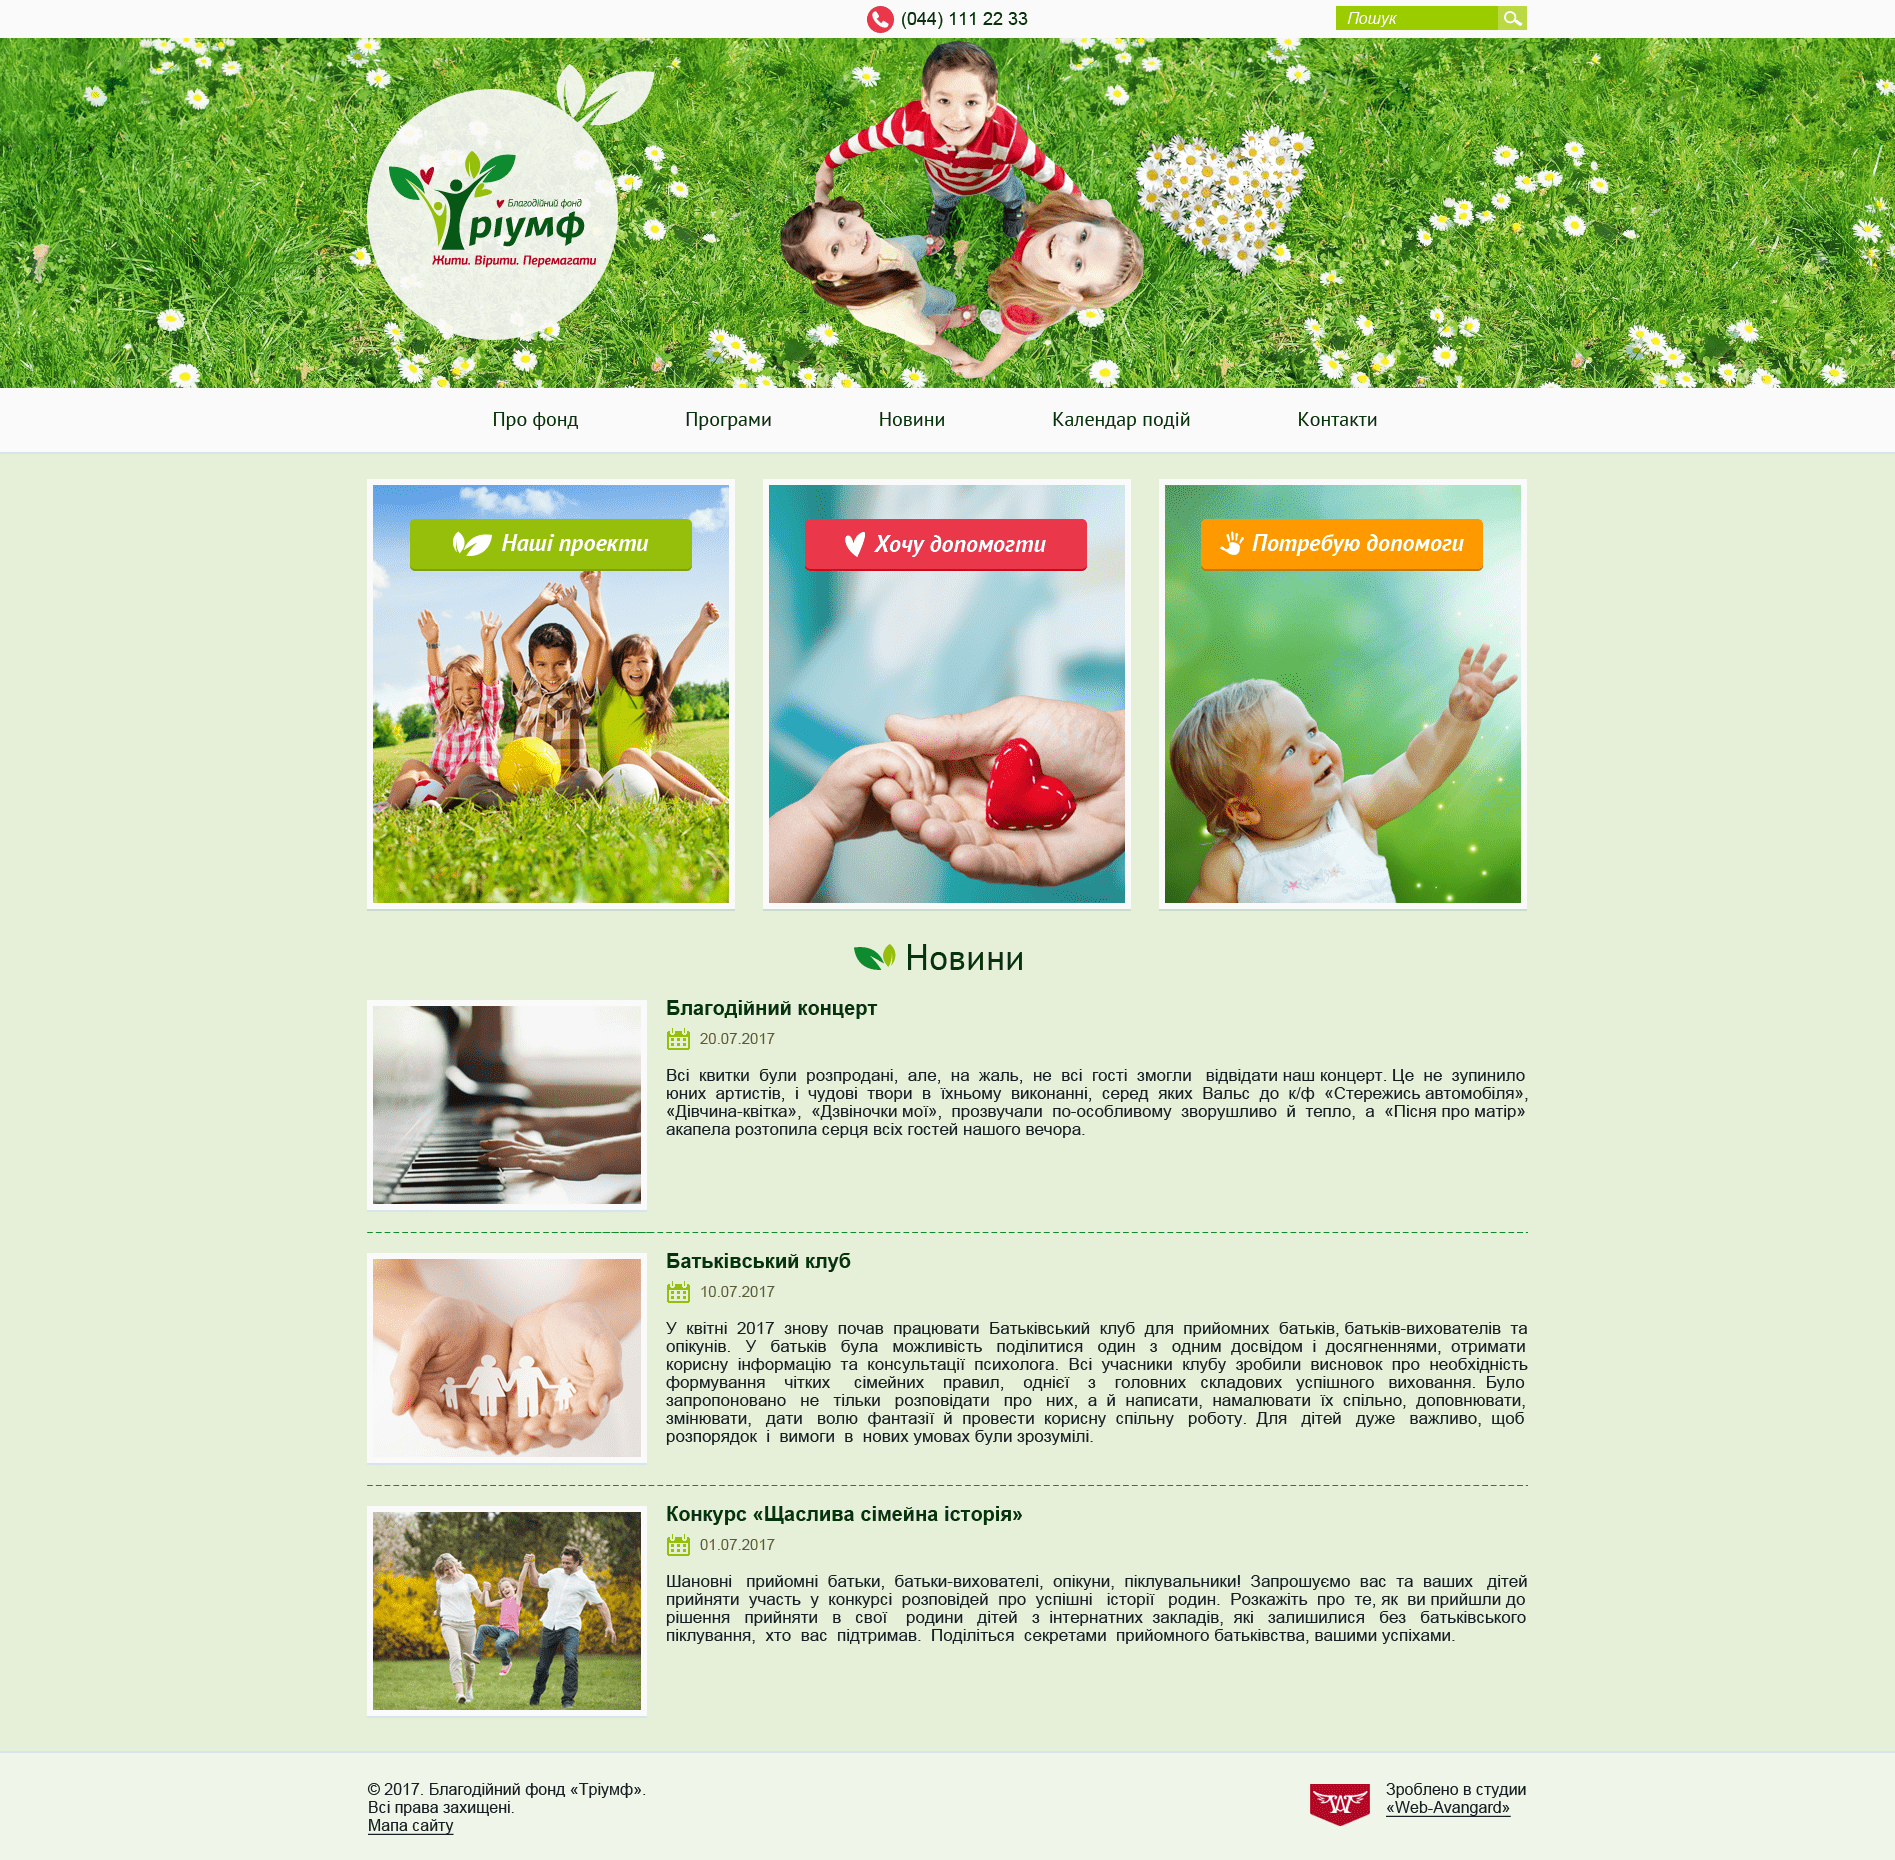 (044) 111 22 33
Пошук
Благодійний фонд
Тріумф
Жити. Вірити. Перемагати
Про фонд
Програми
Новини
Календар подій
Контакти
Наші проекти
Хочу допомогти
Потребую допомоги
Новини
Благодійний концерт
20.07.2017
Всі квитки були розпродані, але, на жаль, не всі гості змогли відвідати наш концерт. Це не зупинило
юних артистів, і чудові твори в їхньому виконанні, серед яких Вальс до к/ф «Стережись автомобіля»,
«Дівчина-квітка», «Дзвіночки мої», прозвучали по-особливому зворушливо й тепло, а «Пісня про матір»
акапела розтопила серця всіх гостей нашого вечора.
Батьківський клуб
10.07.2017
У квітні 2017 знову почав працювати Батьківський клуб для прийомних батьків, батьків-вихователів та
опікунів. У батьків була можливість поділитися один з одним досвідом і досягненнями, отримати
корисну інформацію та консультації психолога. Всі учасники клубу зробили висновок про необхідність
формування чітких сімейних правил, однієї з головних складових успішного виховання. Було
запропоновано не тільки розповідати про них, а й написати, намалювати їх спільно, доповнювати,
змінювати, дати волю фантазії й провести корисну спільну роботу. Для дітей дуже важливо, щоб
розпорядок і вимоги в нових умовах були зрозумілі.
Конкурс «Щаслива сімейна історія»
01.07.2017
Шановні прийомні батьки, батьки-вихователі, опікуни, піклувальники! Запрошуємо вас та ваших дітей
прийняти участь у конкурсі розповідей про успішні історії родин. Розкажіть про те, як ви прийшли до
рішення прийняти в свої родини дітей з інтернатних закладів, які залишилися без батьківського
піклування, хто вас підтримав. Поділіться секретами прийомного батьківства, вашими успіхами.
© 2017. Благодійний фонд «Тріумф».
Всі права захищені.
Мапа сайту
Зроблено в студии
«Web-Avangard»